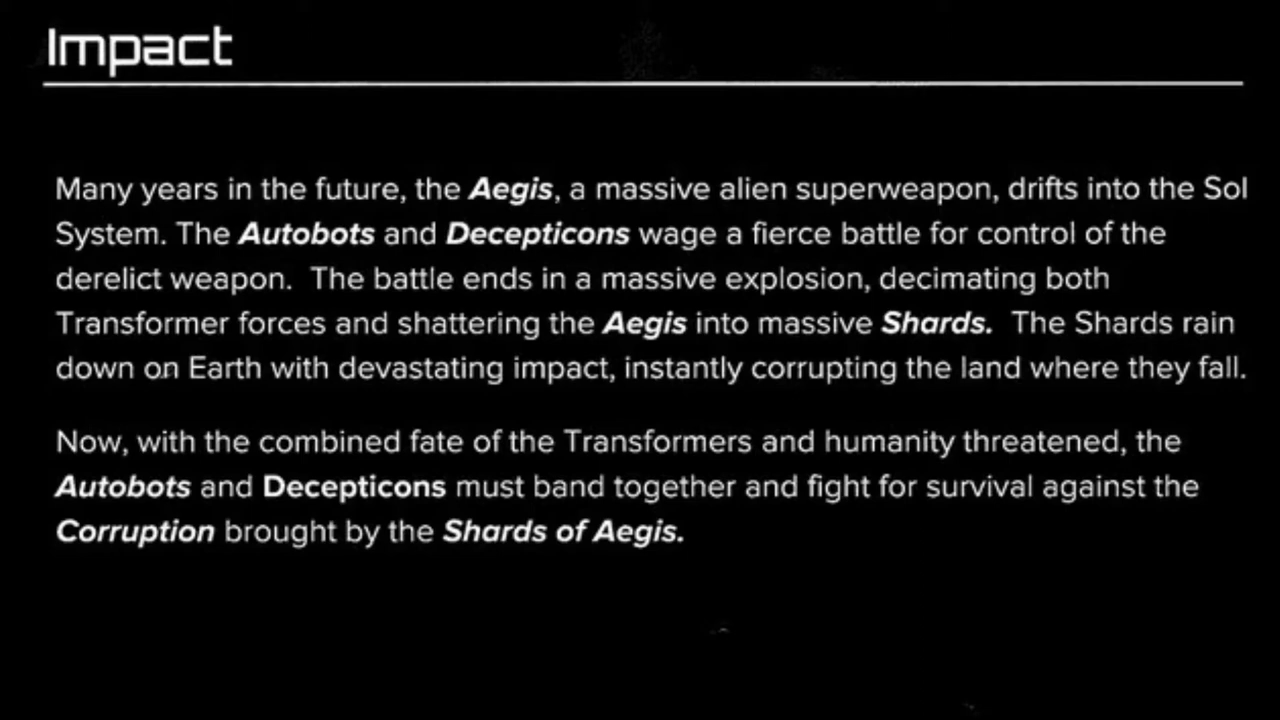 Impact
Many years in the future, the Aegis, a massive alien superweapon, drifts into the Sol
System. The Autobots and Decepticons wage a fierce battle for control of the
derelict weapon.  The battle ends in a massive explosion, decimating both
Transformer forces and shattering the Aegis into massive Shards.  The Shards rain
down on Earth with devastating impact, instantly corrupting the land where they fall.
Now, with the combined fate of the Transformers and humanity threatened, the
Autobots and Decepticons must band together and fight for survival against the
Corruption brought by the Shards of Aegis.